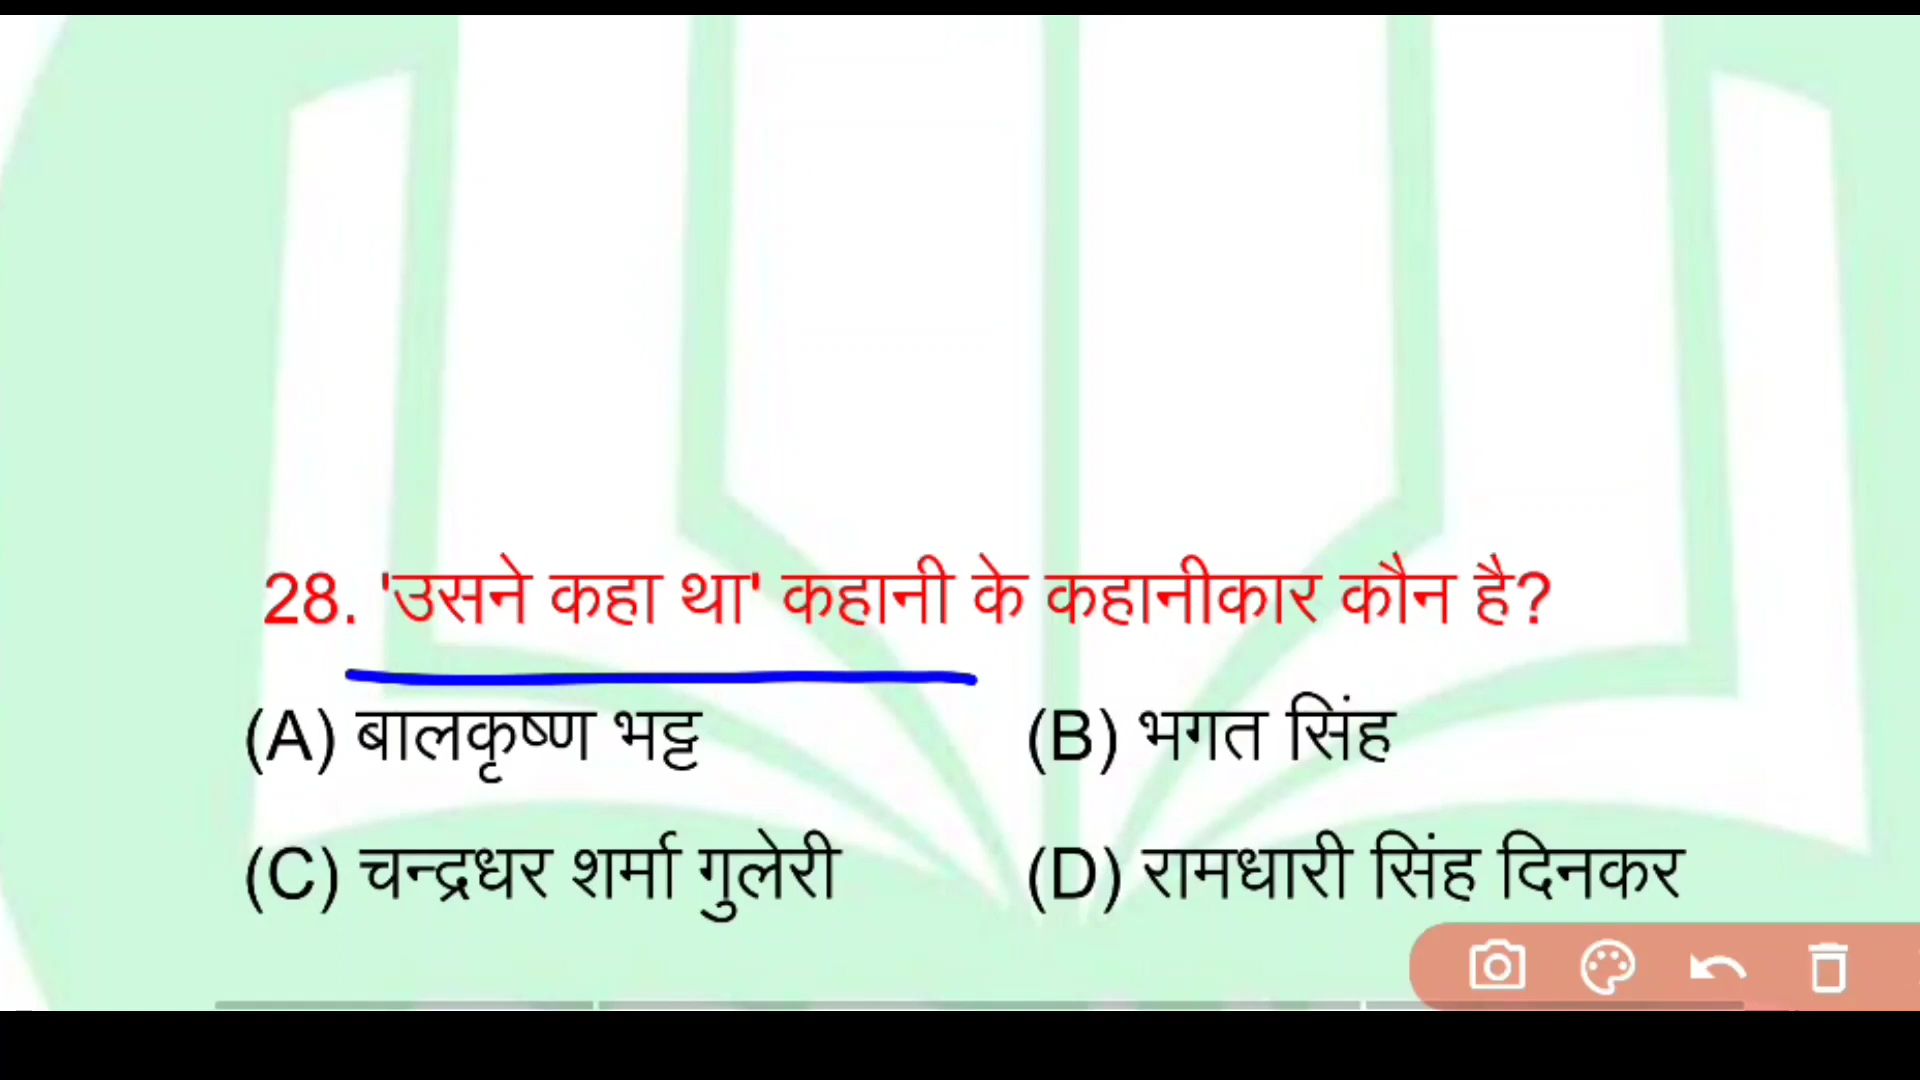 28. 'उसने कहा था' कहानी के कहानीकार कौन है?
(A) बालकृष्ण भट्ट (B) भगत सिंह
(C) चन्द्रधर शर्मा गुलेरी (D) रामधारी सिंह दिनकर